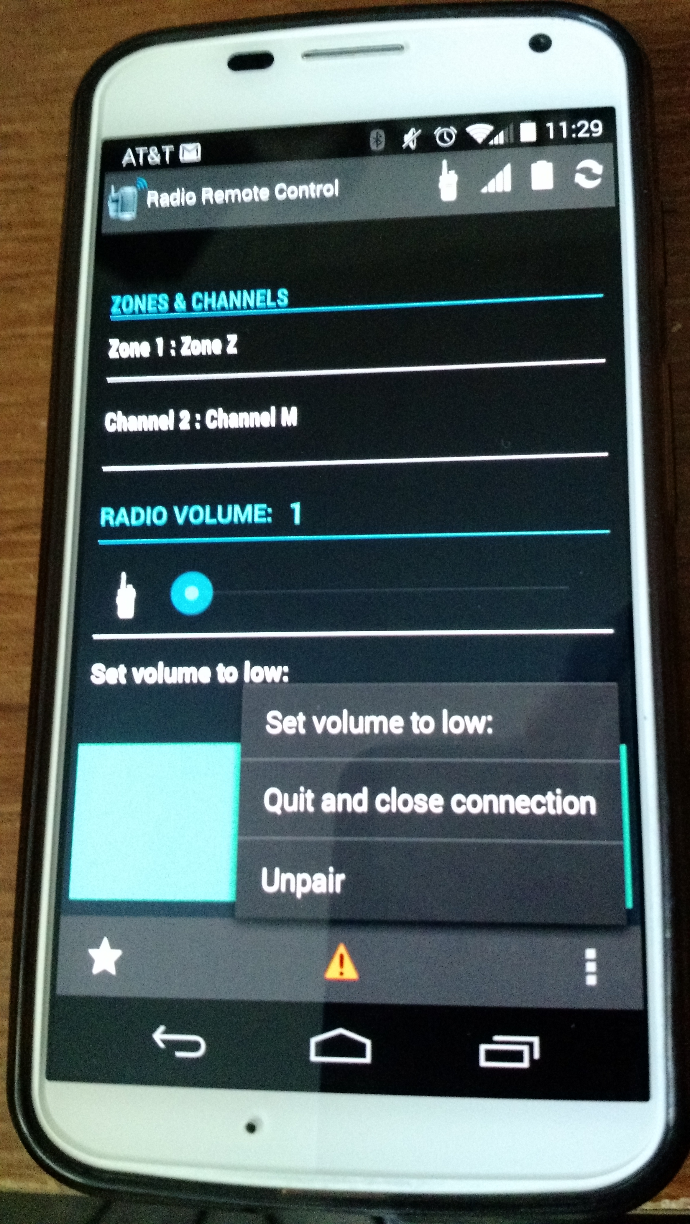 AT&T 11:29
Radio Remote Control
ZONES & CHANNELS
Zone 1 : Zone Z
Channel 2 : Channel M
RADIO VOLUME: 1
Set volume to low:
Set volume to low:
Quit and close connection
Unpair